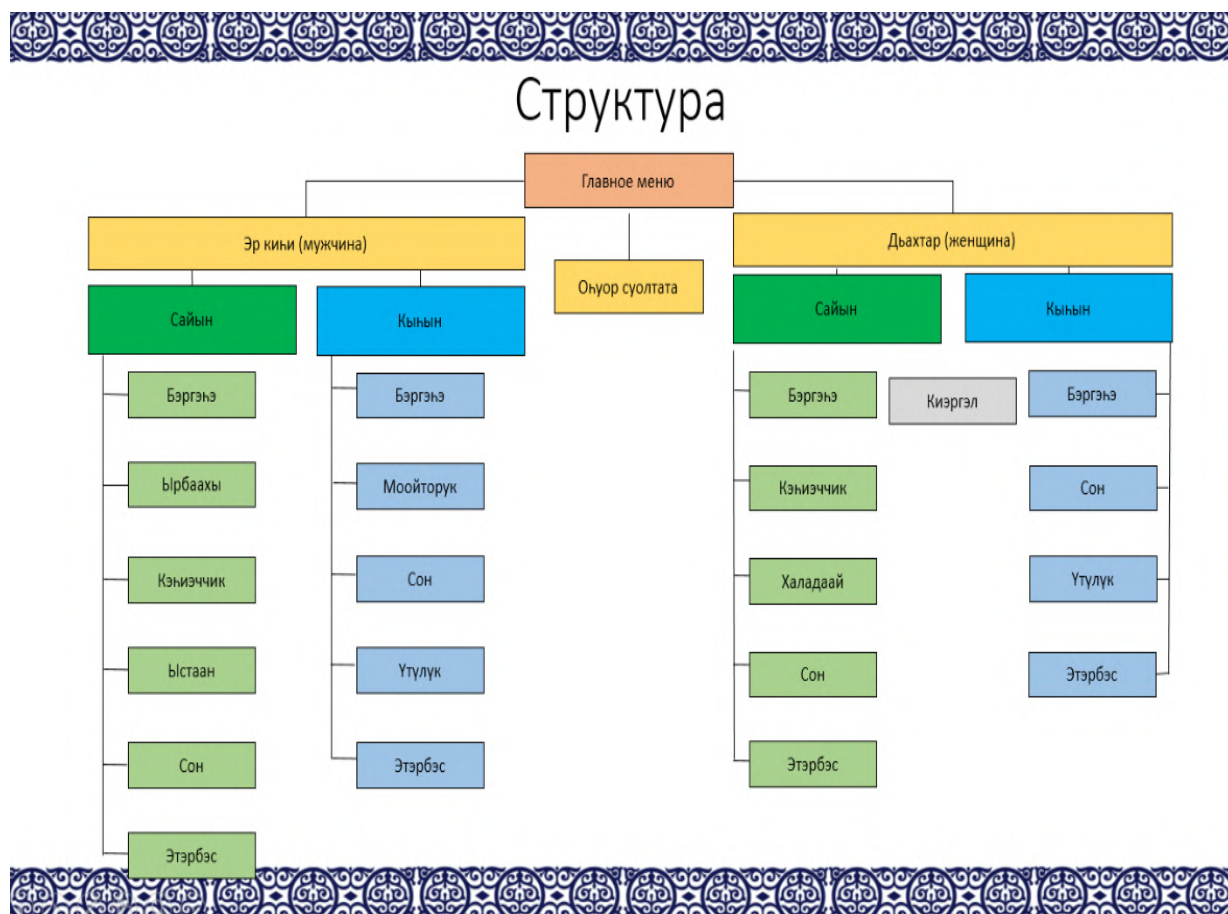 Структура
Главное меню
Эр киһи (мужчина)
Оһуор суолтата
Дьахтар (женщина)
Сайын
Кыһын
Сайын
Кыһын
Бэргэһэ
Ырбаахы
Кэһиэччик
Ыстаан
Сон
Этэрбэс
Бэргэһэ
Моойторук
Сон
Үтүлүк
Этэрбэс
Бэргэһэ
Кэһиэччик
Халадаай
Сон
Этэрбэс
Киэргэл
Бэргэһэ
Сон
Үтүлүк
Этэрбэс